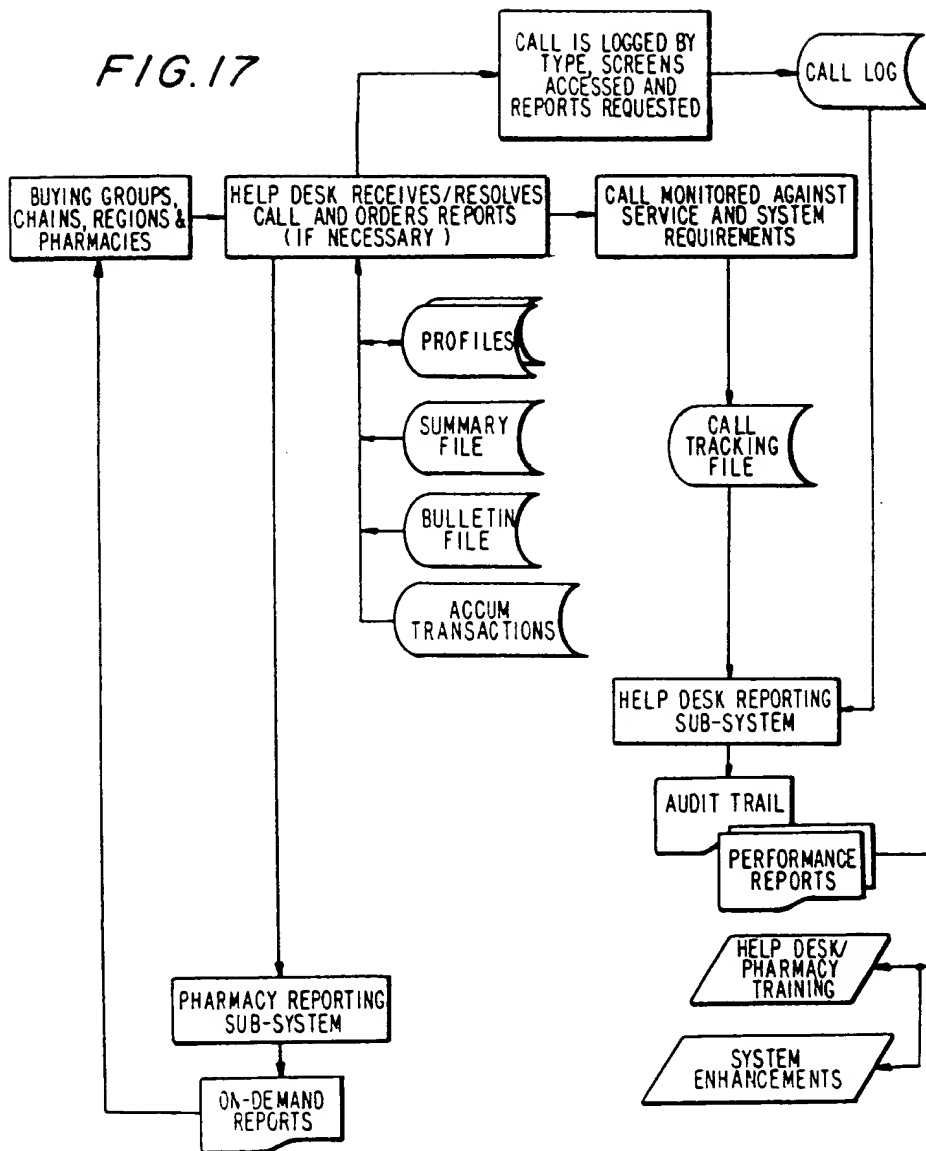 FIG.17
CALL IS LOGGED BY
TYPE, SCREENS
ACCESSED AND
REPORTS REQUESTED
CALL LOG
BUYING GROUPS,
CHAINS, REGIONS &
PHARMACIES
HELP DESK RECEIVES/RESOLVES
CALL AND ORDERS REPORTS
(IF NECESSARY)
CALL MONITORED AGAINST
SERVICE AND SYSTEM
REQUIREMENTS
PROFILES
SUMMARY
FILE
BULLETIN
FILE
ACCUM
TRANSACTIONS
CALL
TRACKING
FILE
HELP DESK REPORTING
SUB-SYSTEM
AUDIT TRAIL
PERFORMANCE
REPORTS
HELP DESK/
PHARMACY
TRAINING
SYSTEM
ENHANCEMENTS
PHARMACY REPORTING
SUB-SYSTEM
ON-DEMAND
REPORTS